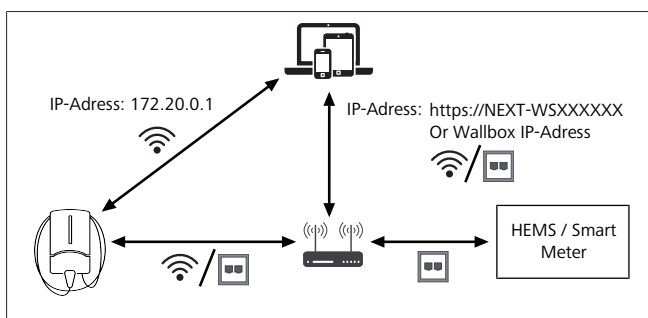 IP-Adress: 172.20.0.1
IP-Adress: https://NEXT-WSXXXXXX
Or Wallbox IP-Adress
HEMS / Smart
Meter